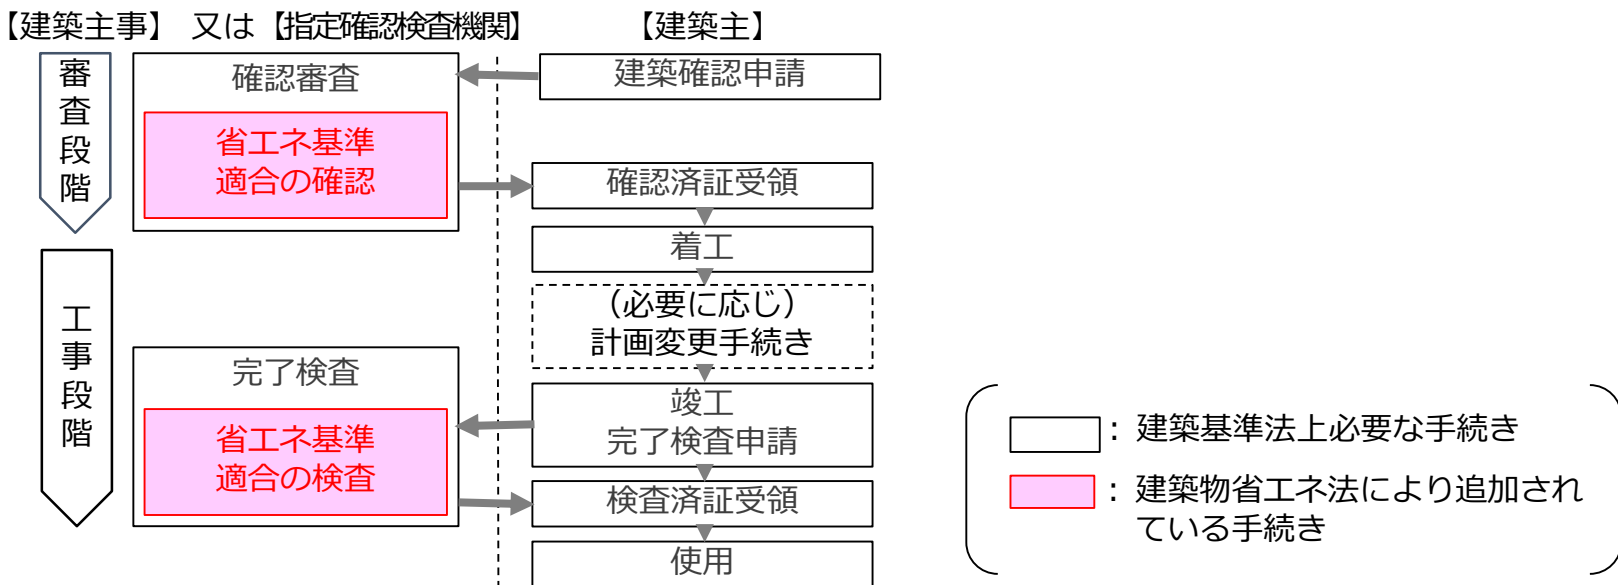 【建築主事】 又は【指定確認検査機関】
【建築主】
審査段階
確認審査
建築確認申請
省エネ基準
適合の確認
確認済証受領
着工
（必要に応じ）
計画変更手続き
工事段階
完了検査
竣工
完了検査申請
省エネ基準
適合の検査
検査済証受領
使用
：建築基準法上必要な手続き
：建築物省エネ法により追加され
ている手続き